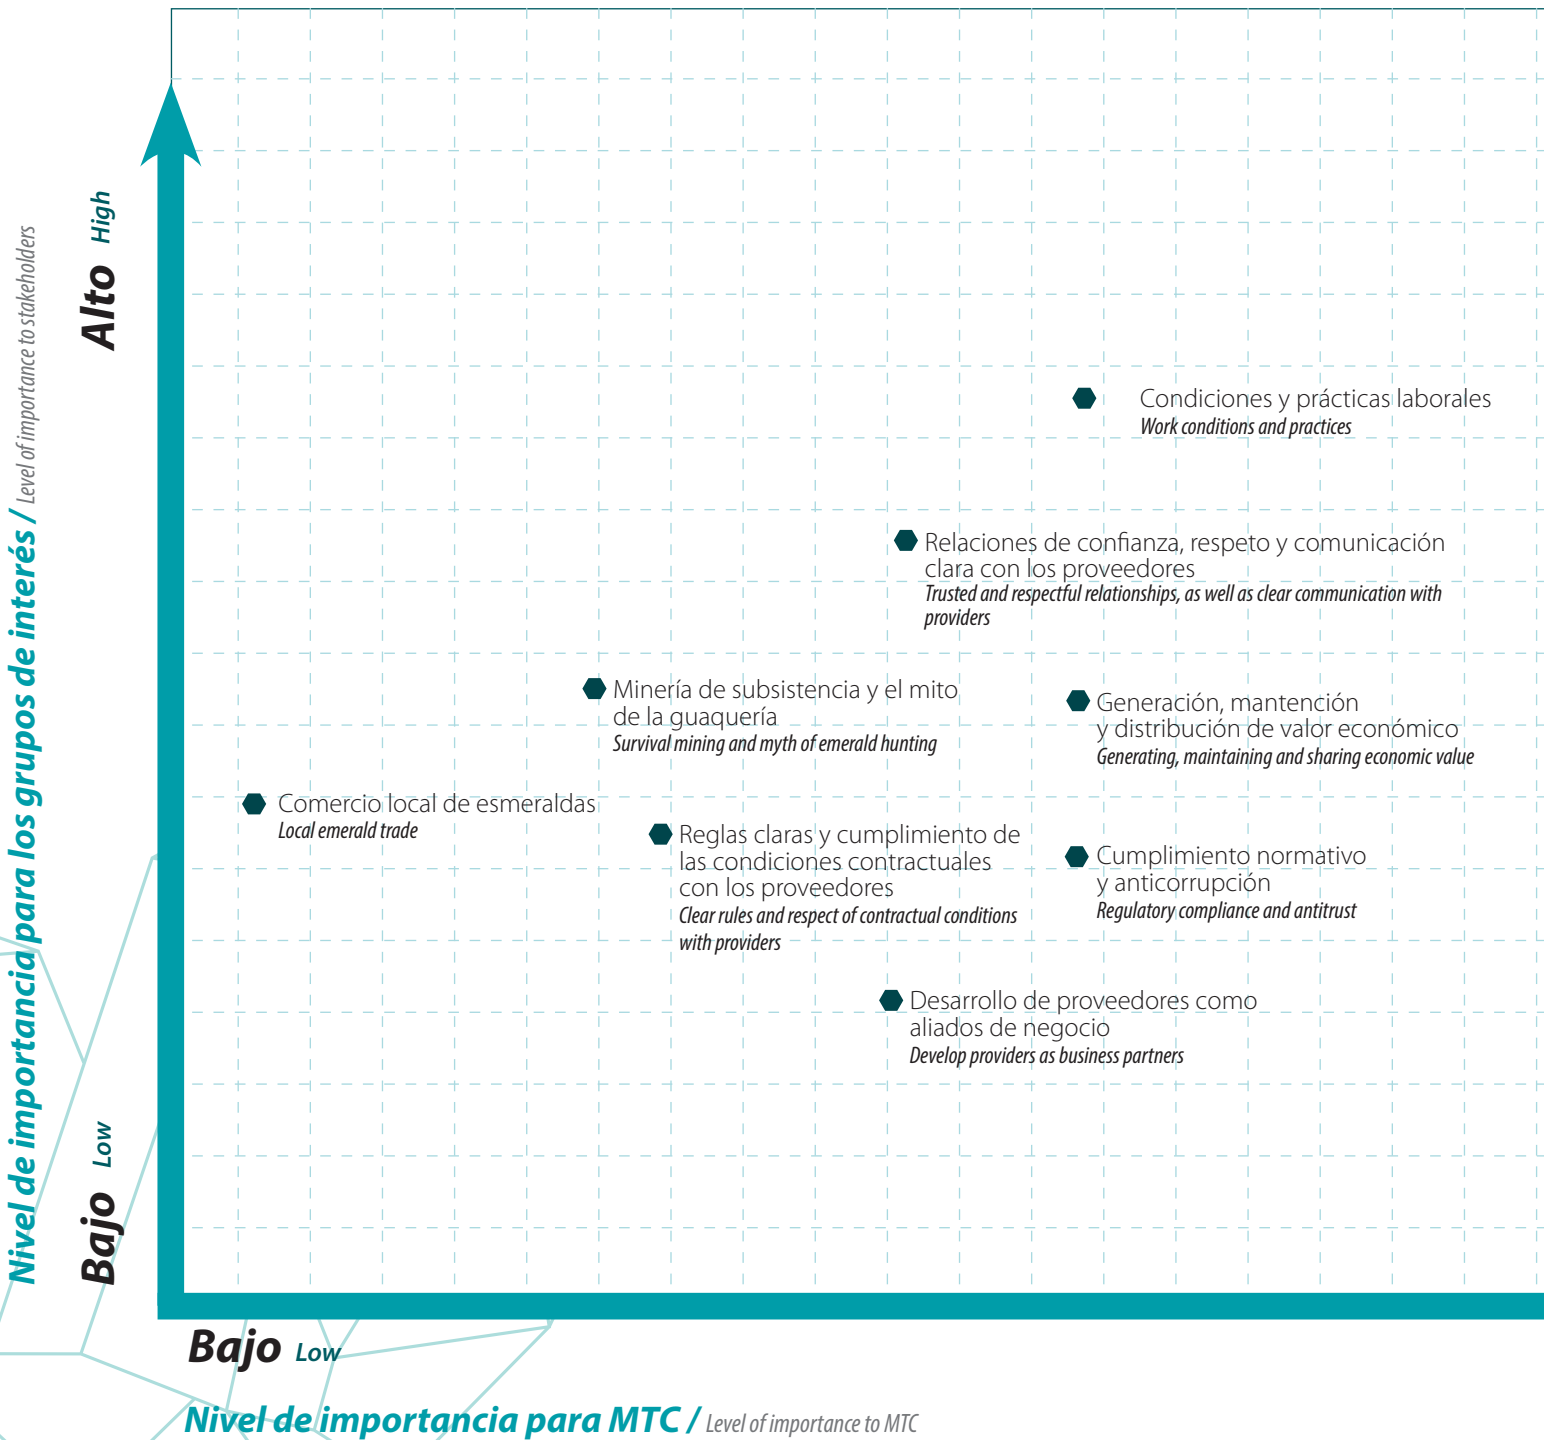 Nivel de importancia para los grupos de interés / Level of importance to stakeholders
Alto High
Bajo Low
Condiciones y prácticas laborales
Work conditions and practices
Relaciones de confianza, respeto y comunicación
clara con los proveedores
Trusted and respectful relationships, as well as clear communication with
providers
Minería de subsistencia y el mito
de la guaquería
Survival mining and myth of emerald hunting
Generación, mantención
y distribución de valor económico
Generating, maintaining and sharing economic value
Comercio local de esmeraldas
Local emerald trade
Reglas claras y cumplimiento de
las condiciones contractuales
con los proveedores
Clear rules and respect of contractual conditions
with providers
Cumplimiento normativo
y anticorrupción
Regulatory compliance and antitrust
Desarrollo de proveedores como
aliados de negocio
Develop providers as business partners
Bajo Low
Nivel de importancia para MTC / Level of importance to MTC